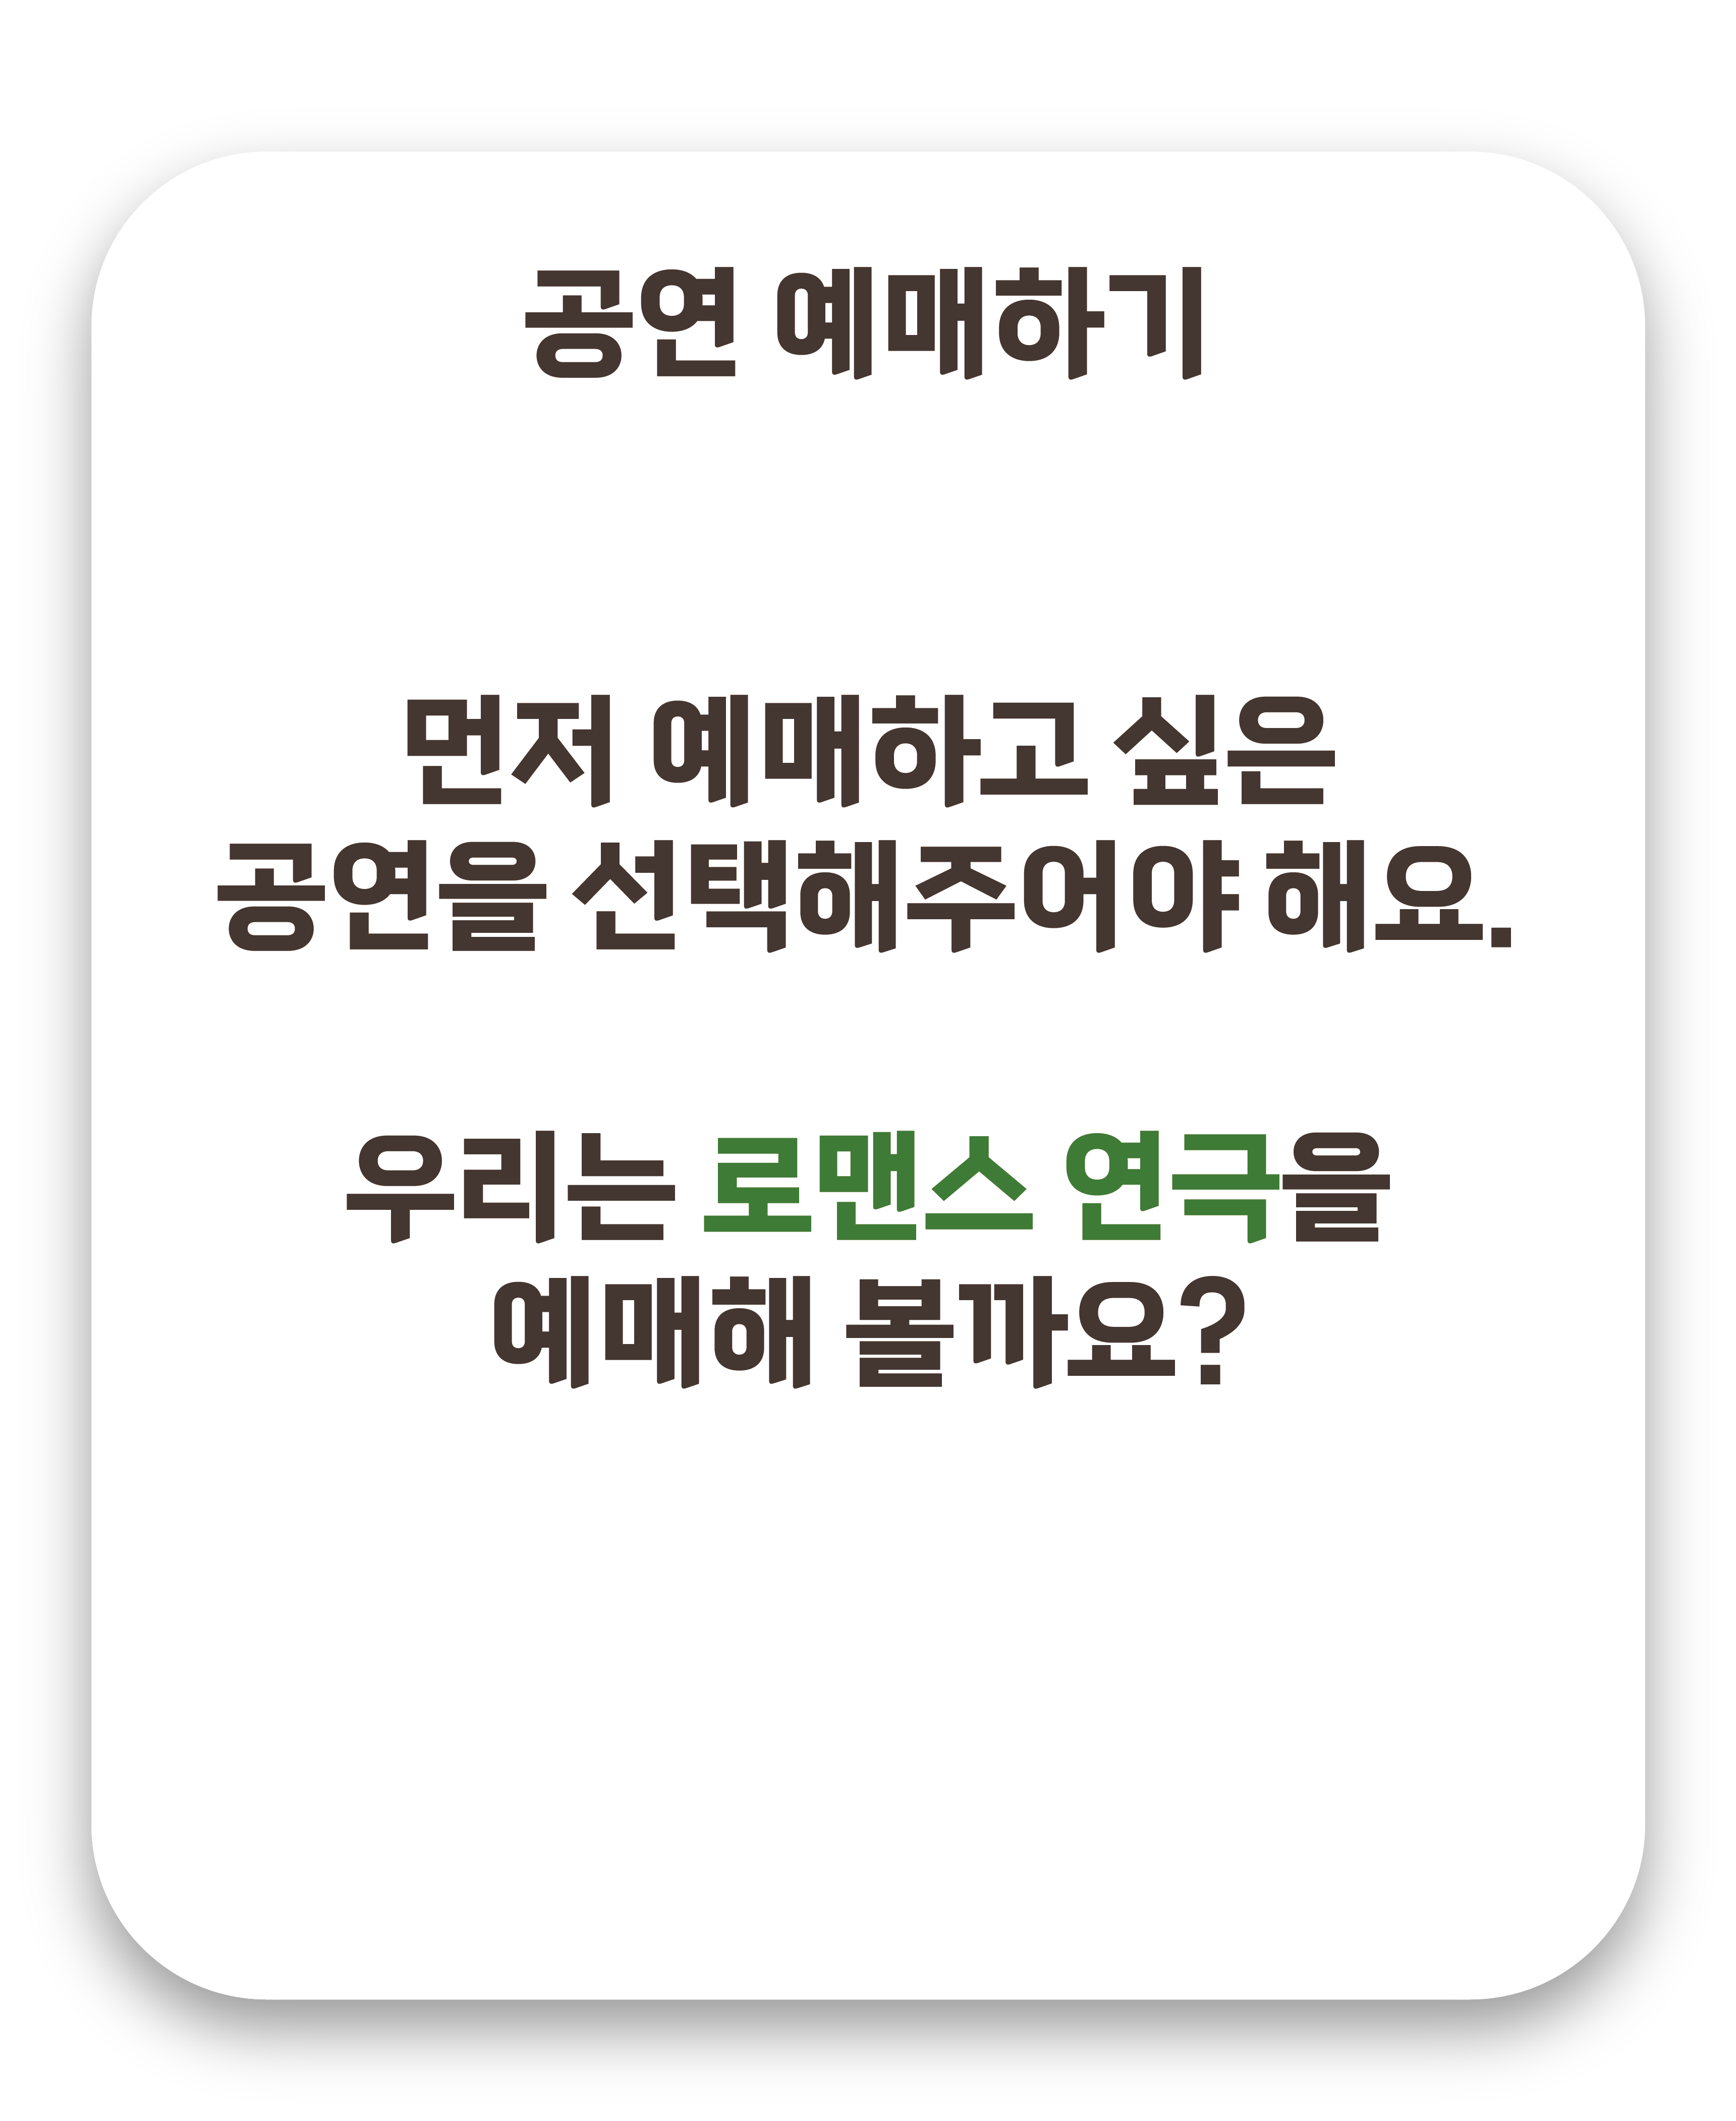 공연 예매하기
먼저 예매하고 싶은
공연을 선택해주어야 해요.
우리는 로맨스 연극을
예매해 볼까요?